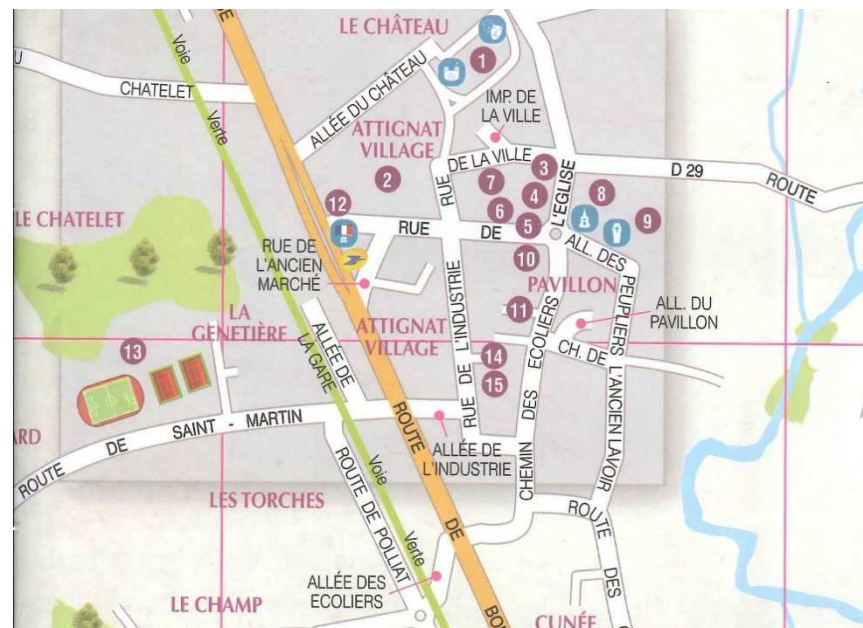 DE
LE CHÂTEAU
Voie
1
U
CHATELET
ALLÉE DU CHÂTEAU
IMP. DE
LA VILLE
Verte
ATTIGNAT
VILLAGE
RUE DE LA VILLE
3
D 29 ROUTE
2
7
4
8
12
6
L'EGLISE
9
LE CHATELET
RUE DE
5
RUE DE
L'ANCIEN
MARCHÉ
10
ALL. DES PEUPLIERS
PAVILLON
11
ALL. DU
PAVILLON
LA
GENETIÈRE
ATTIGNAT
VILLAGE
RUE DE L'INDUSTRIE
CH. DE L'ANCIEN LAVOIR
13
ALLÉE DE
LA GARE
14
15
ARD
ROUTE DE SAINT - MARTIN
ROUTE DE
ALLÉE DE
L'INDUSTRIE
CHEMIN DES ECOLIERS
LES TORCHES
ROUTE DE POLLIAT
Voie
Verte
ROUTE DES
ALLÉE DES
ECOLIERS
LE CHAMP
CUNÉE
BO